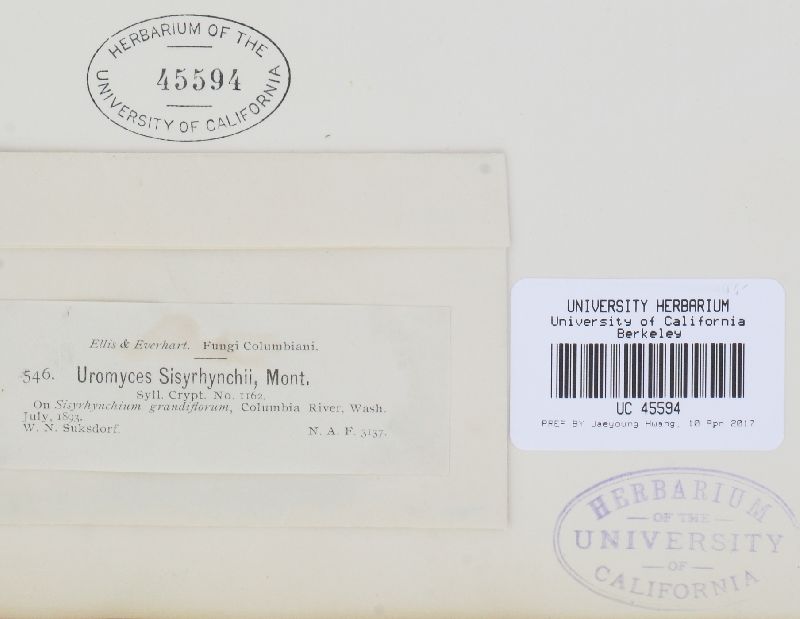 HERBARIUM OF THE
45594
UNIVERSITY OF CALIFORNIA
Ellis & Everhart. Fungi Columbiani.
546. Uromyces Sisyrhynchii, Mont.
Syll. Crypt. No. 1162.
On Sisyrhynchium grandiflorum, Columbia River, Wash.
July, 1893.
W. N. Suksdorf. N. A. F. 3137.
UNIVERSITY HERBARIUM
University of California
Berkeley
UC 45594
PREP BY Jaeyoung Hwang, 10 Apr 2017
HERBARIUM
OF THE
UNIVERSITY
OF
CALIFORNIA